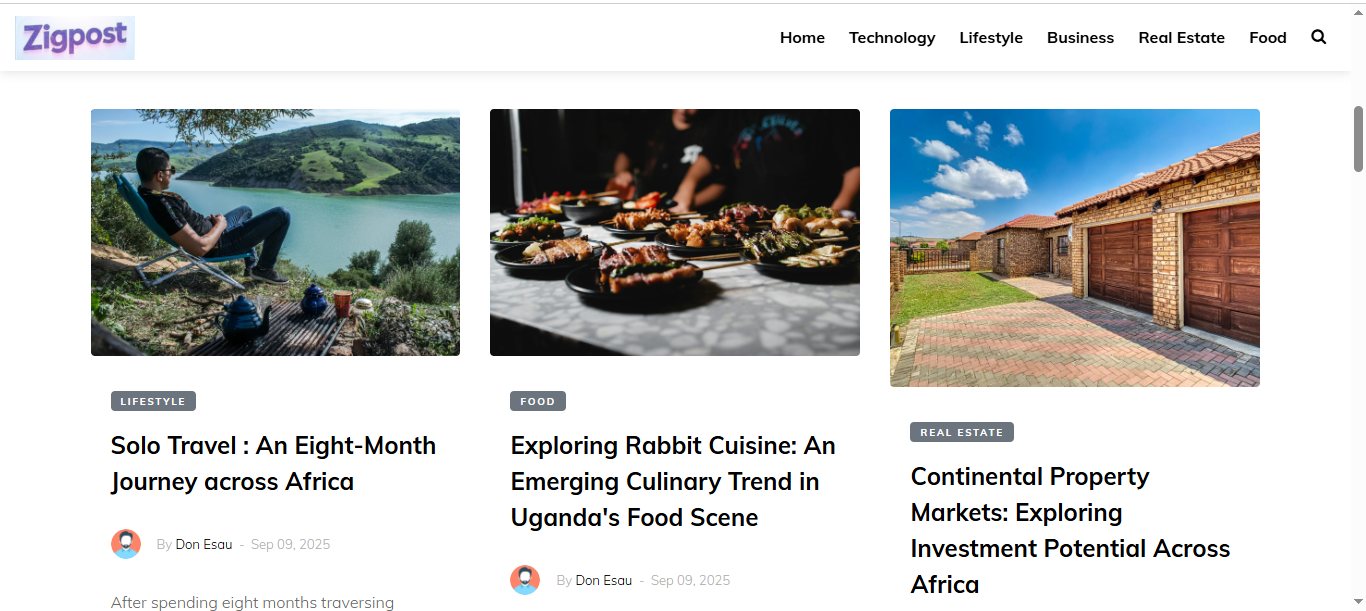 Zigpost
Home Technology Lifestyle Business Real Estate Food
LIFESTYLE
Solo Travel : An Eight-Month
Journey across Africa
By Don Esau - Sep 09, 2025
After spending eight months traversing
FOOD
Exploring Rabbit Cuisine: An
Emerging Culinary Trend in
Uganda's Food Scene
By Don Esau - Sep 09, 2025
REAL ESTATE
Continental Property
Markets: Exploring
Investment Potential Across
Africa